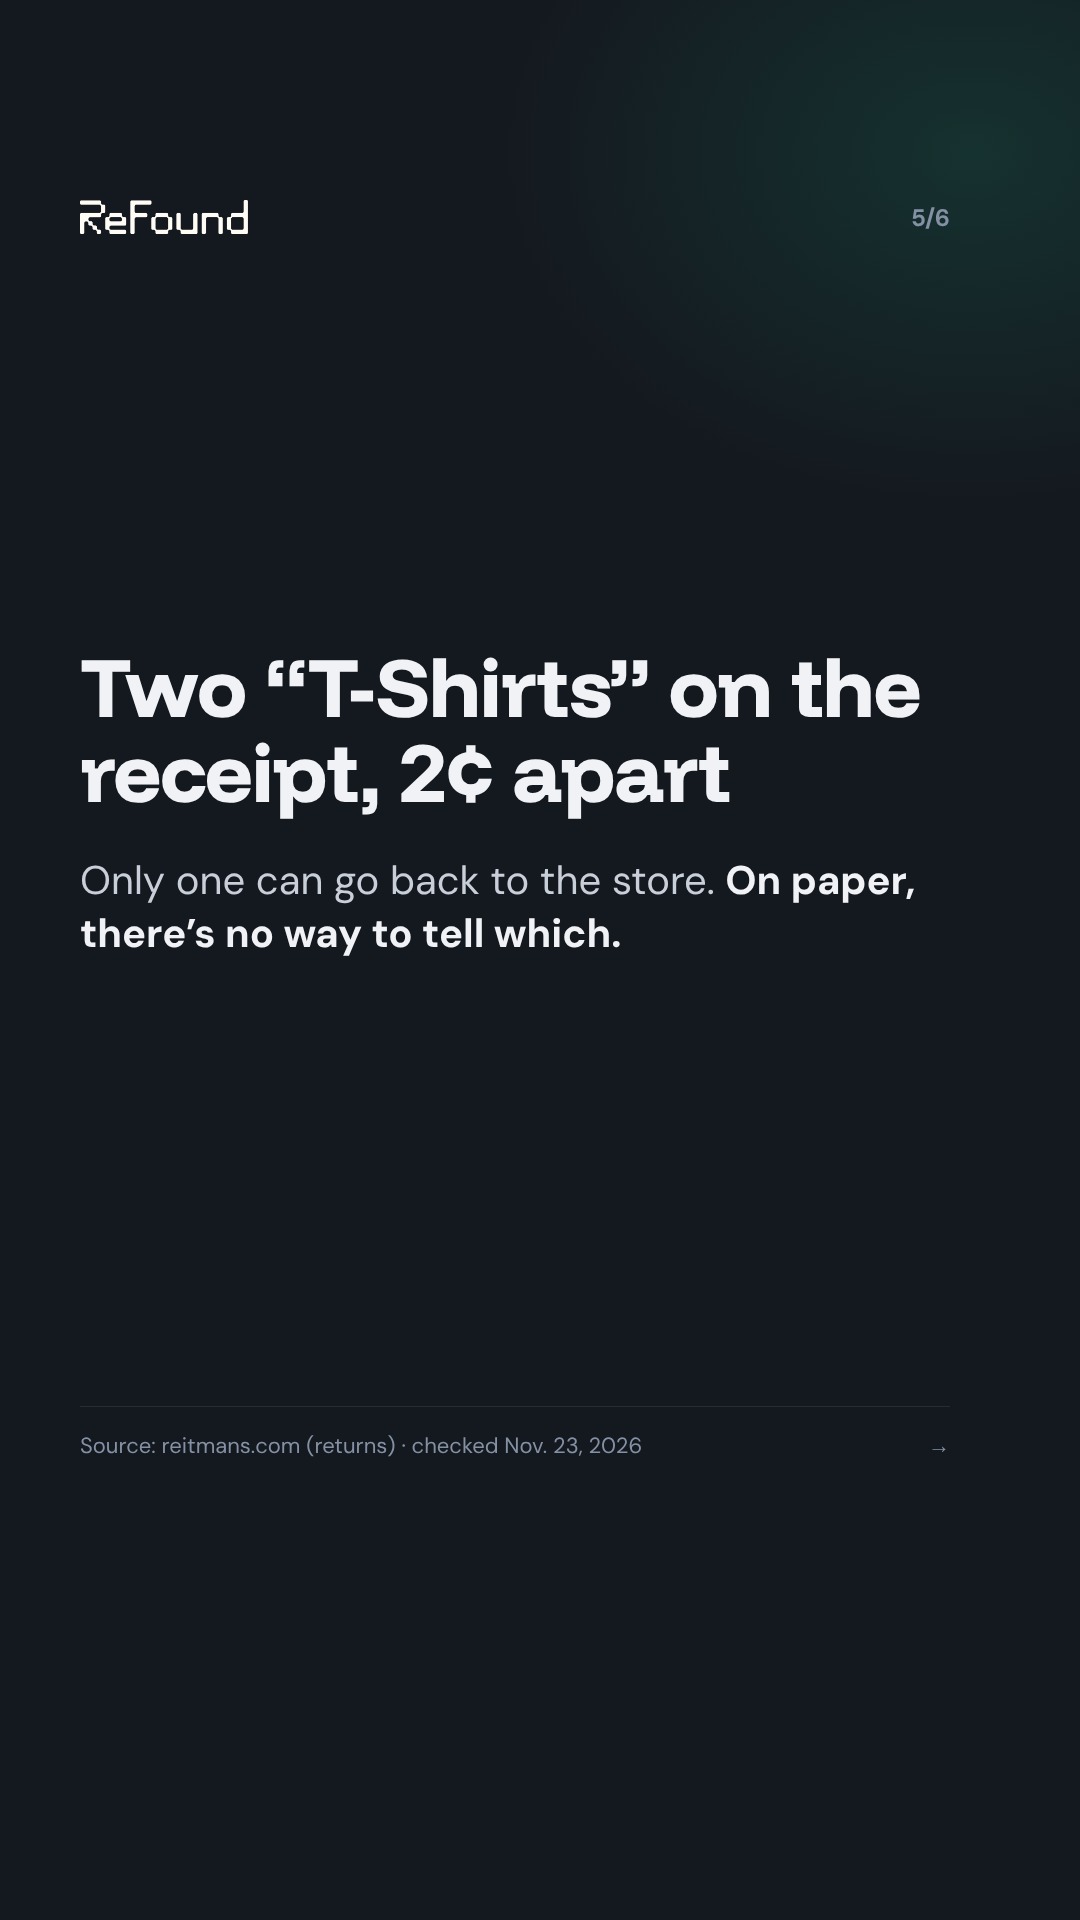 ReFound
5/6
Two “T-Shirts” on the
receipt, 2¢ apart
Only one can go back to the store. On paper,
there’s no way to tell which.
Source: reitmans.com (returns) · checked Nov. 23, 2026 →